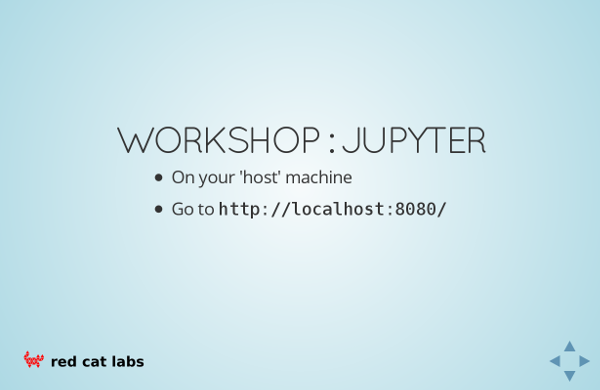 WORKSHOP : JUPYTER
On your 'host' machine
Go to http://localhost:8080/
red cat labs